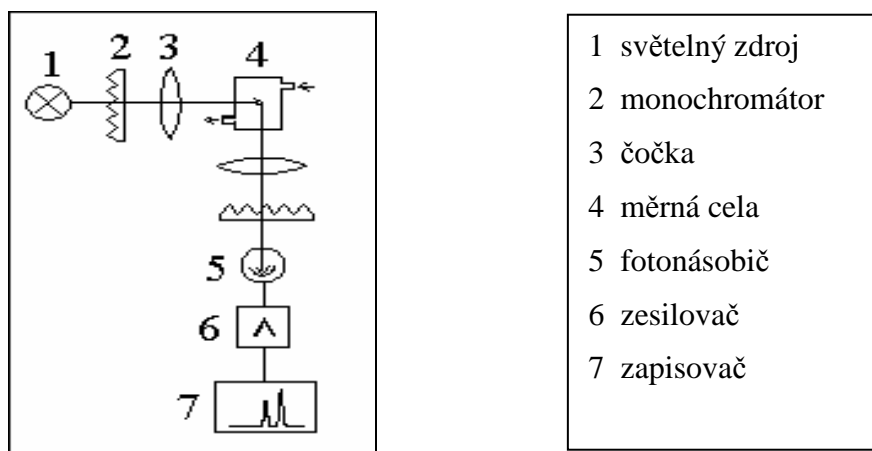 1
2
3
4
5
6
7
1 světelný zdroj
2 monochromátor
3 čočka
4 měrná cela
5 fotonásobič
6 zesilovač
7 zapisovač